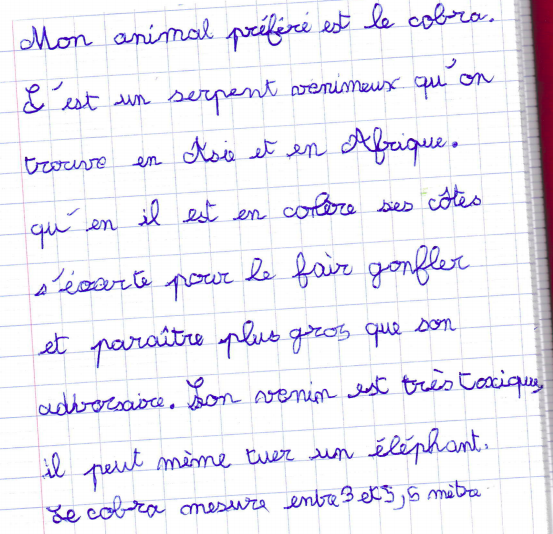 Mon animal préféré est le cobra.
C'est un serpent venimeux qu'on
trouve en Asie et en Afrique.
qu'en il est en colère ses côtes
s'écarte pour le fair gonfler
et paraître plus gros que son
adversaire. Son venin est très toxique,
il peut même tuer un éléphant.
Le cobra mesure entre 3 et 5,6 mètre